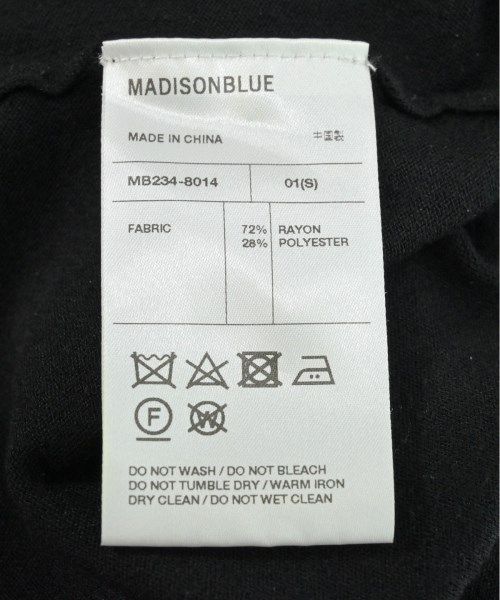 MADISONBLUE
MADE IN CHINA 中国製
MB234-8014 01(S)
FABRIC 72% RAYON
28% POLYESTER
F W
DO NOT WASH / DO NOT BLEACH
DO NOT TUMBLE DRY / WARM IRON
DRY CLEAN / DO NOT WET CLEAN